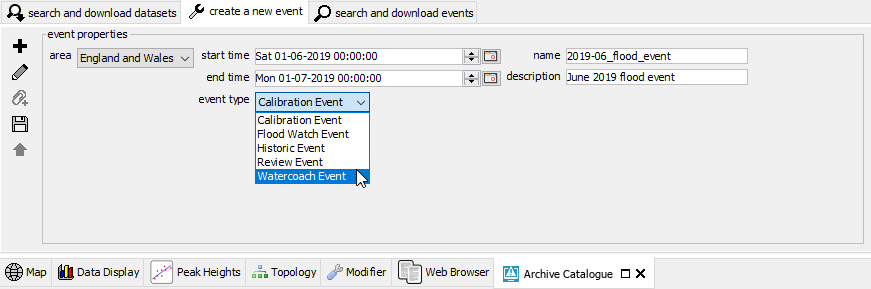 search and download datasets create a new event search and download events
event properties
area England and Wales start time Sat 01-06-2019 00:00:00 name 2019-06_flood_event
end time Mon 01-07-2019 00:00:00 description June 2019 flood event
event type Calibration Event
Calibration Event
Flood Watch Event
Historic Event
Review Event
Watercoach Event
Map Data Display Peak Heights Topology Modifier Web Browser Archive Catalogue